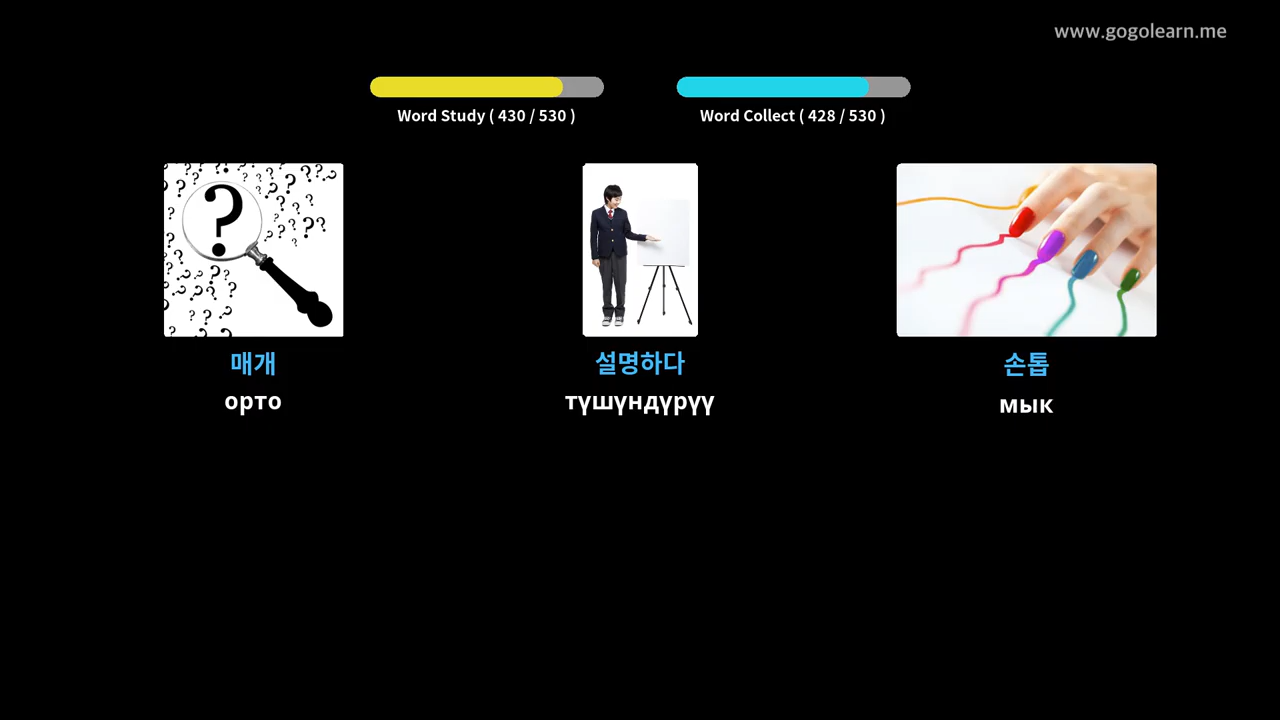 www.gogolearn.me
Word Study ( 430 / 530 )
Word Collect ( 428 / 530 )
매개
설명하다
손톱
орто
түшүндүрүү
мык